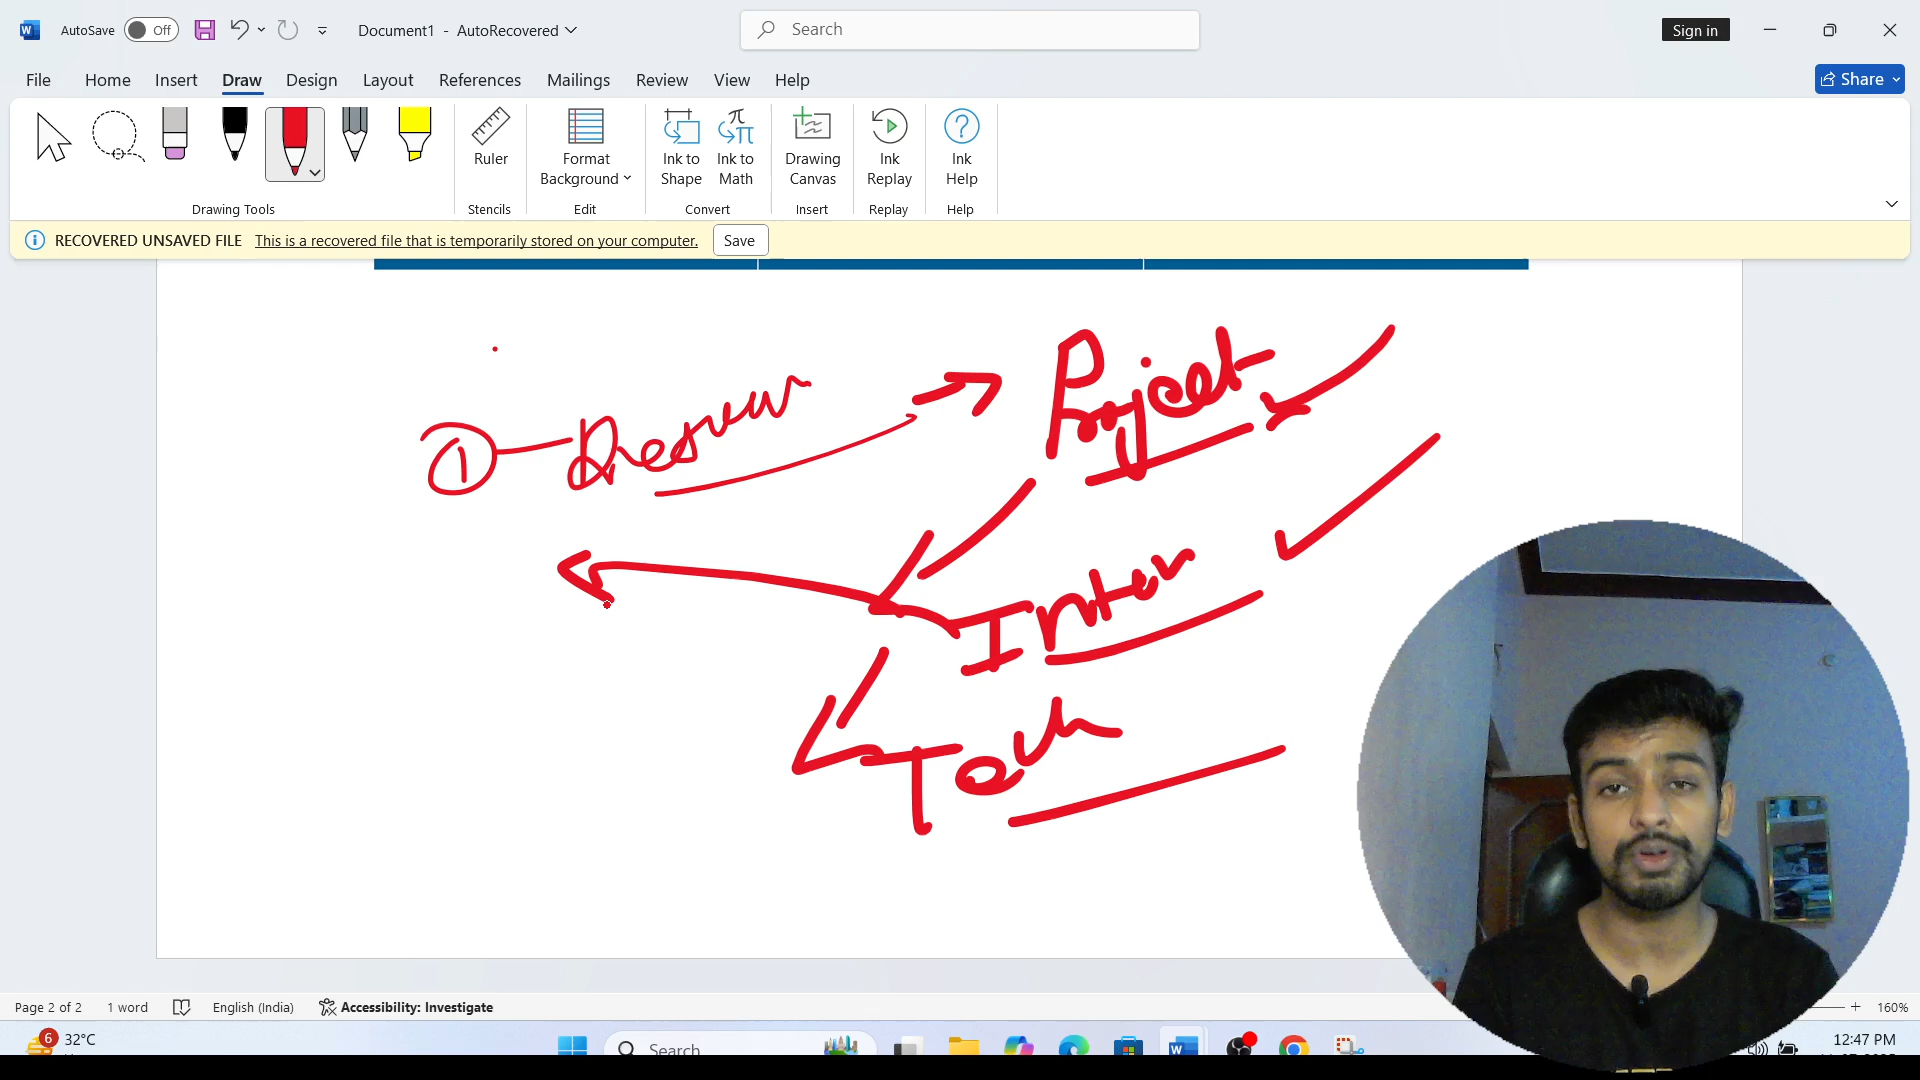 AutoSave Off Document1 - AutoRecovered Search Sign in
File Home Insert Draw Design Layout References Mailings Review View Help Share
Ruler Format Background Ink to Shape Ink to Math Drawing Canvas Ink Replay Ink Help
Drawing Tools Stencils Edit Convert Insert Replay Help
RECOVERED UNSAVED FILE This is a recovered file that is temporarily stored on your computer. Save
Project
1
Inter
Tech
Page 2 of 2 1 word English (India) Accessibility: Investigate 160%
6 32°C Search 12:47 PM